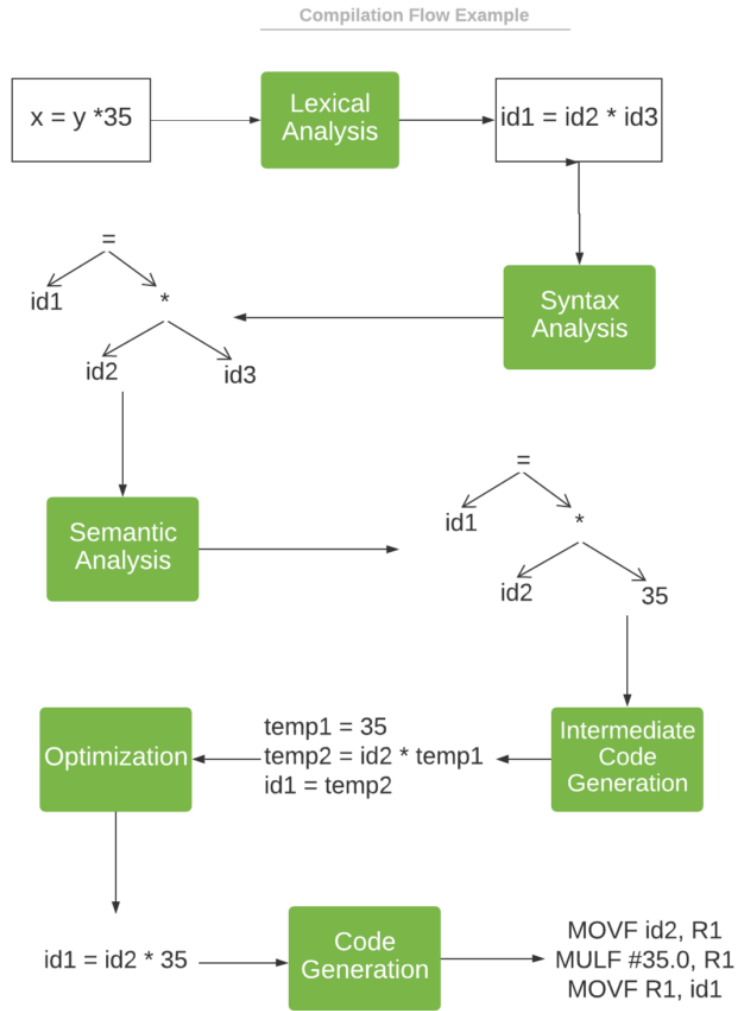 Compilation Flow Example
x = y *35
Lexical
Analysis
id1 = id2 * id3
Syntax
Analysis
=
id1
*
id2
id3
Semantic
Analysis
=
id1
*
id2
35
Intermediate
Code
Generation
temp1 = 35
temp2 = id2 * temp1
id1 = temp2
Optimization
id1 = id2 * 35
Code
Generation
MOVF id2, R1
MULF #35.0, R1
MOVF R1, id1